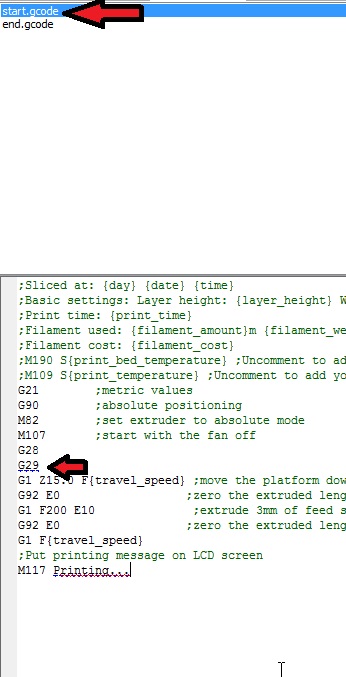 start.gcode
end.gcode
;Sliced at: {day} {date} {time}
;Basic settings: Layer height: {layer_height} W
;Print time: {print_time}
;Filament used: {filament_amount}m {filament_we
;Filament cost: {filament_cost}
;M190 S{print_bed_temperature} ;Uncomment to ad
;M109 S{print_temperature} ;Uncomment to add yo
G21 ;metric values
G90 ;absolute positioning
M82 ;set extruder to absolute mode
M107 ;start with the fan off
G28
G29
G1 Z15.0 F{travel_speed} ;move the platform dow
G92 E0 ;zero the extruded leng
G1 F200 E10 ;extrude 3mm of feed s
G92 E0 ;zero the extruded leng
G1 F{travel_speed}
;Put printing message on LCD screen
M117 Printing...